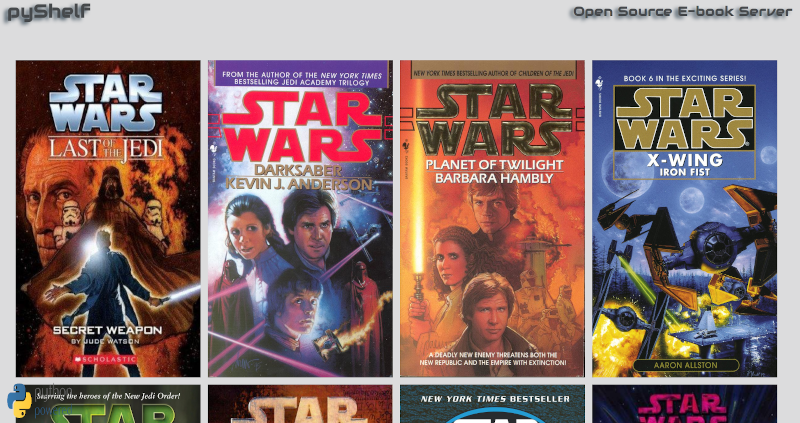 pyShelf
Open Source E-book Server
STAR
WARS
LAST OF THE JEDI
SECRET WEAPON
BY JUDE WATSON
SCHOLASTIC
FROM THE AUTHOR OF THE NEW YORK TIMES
BESTSELLING JEDI ACADEMY TRILOGY
STAR
WARS
DARKSABER
KEVIN J. ANDERSON
NEW YORK TIMES BESTSELLING AUTHOR OF CHILDREN OF THE JEDI
STAR
WARS
PLANET OF TWILIGHT
BARBARA HAMBLY
A DEADLY NEW ENEMY THREATENS BOTH THE
NEW REPUBLIC AND THE EMPIRE WITH EXTINCTION!
BOOK 6 IN THE EXCITING SERIES!
STAR
WARS
X-WING
IRON FIST
AARON ALLSTON
python
Starring the heroes of the New Jedi Order!
STAR
NEW YORK TIMES BESTSELLER
STAR